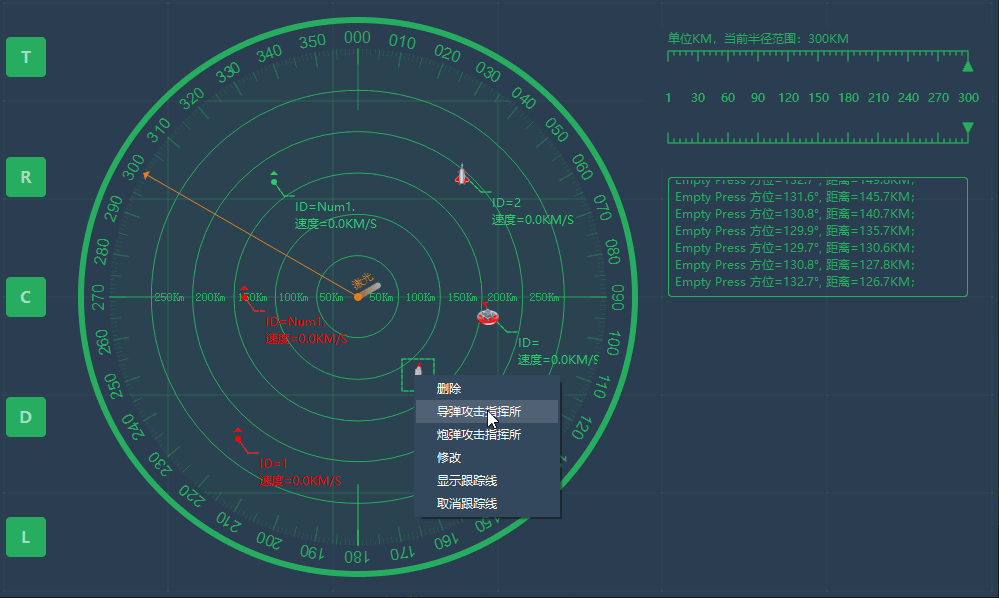 T
R
C
D
L
000
010
020
030
040
050
060
070
080
090
100
110
120
150
160
170
180
190
200
210
220
230
240
250
260
270
280
290
300
310
320
330
340
350
ID=Num1.
速度=0.0KM/S
ID=2
速度=0.0KM/S
激光
250Km 200Km 150Km 100Km 50Km 50Km 100Km 150Km 200Km 250Km
ID=Num1.
速度=0.0KM/S
ID=
速度=0.0KM/S
ID=1
速度=0.0KM/S
删除
导弹攻击指挥所
炮弹攻击指挥所
修改
显示跟踪线
取消跟踪线
单位KM，当前半径范围：300KM
1 30 60 90 120 150 180 210 240 270 300
Empty Press 方位=132.7°, 距离=149.8KM;
Empty Press 方位=131.6°, 距离=145.7KM;
Empty Press 方位=130.8°, 距离=140.7KM;
Empty Press 方位=129.9°, 距离=135.7KM;
Empty Press 方位=129.7°, 距离=130.6KM;
Empty Press 方位=130.8°, 距离=127.8KM;
Empty Press 方位=132.7°, 距离=126.7KM;